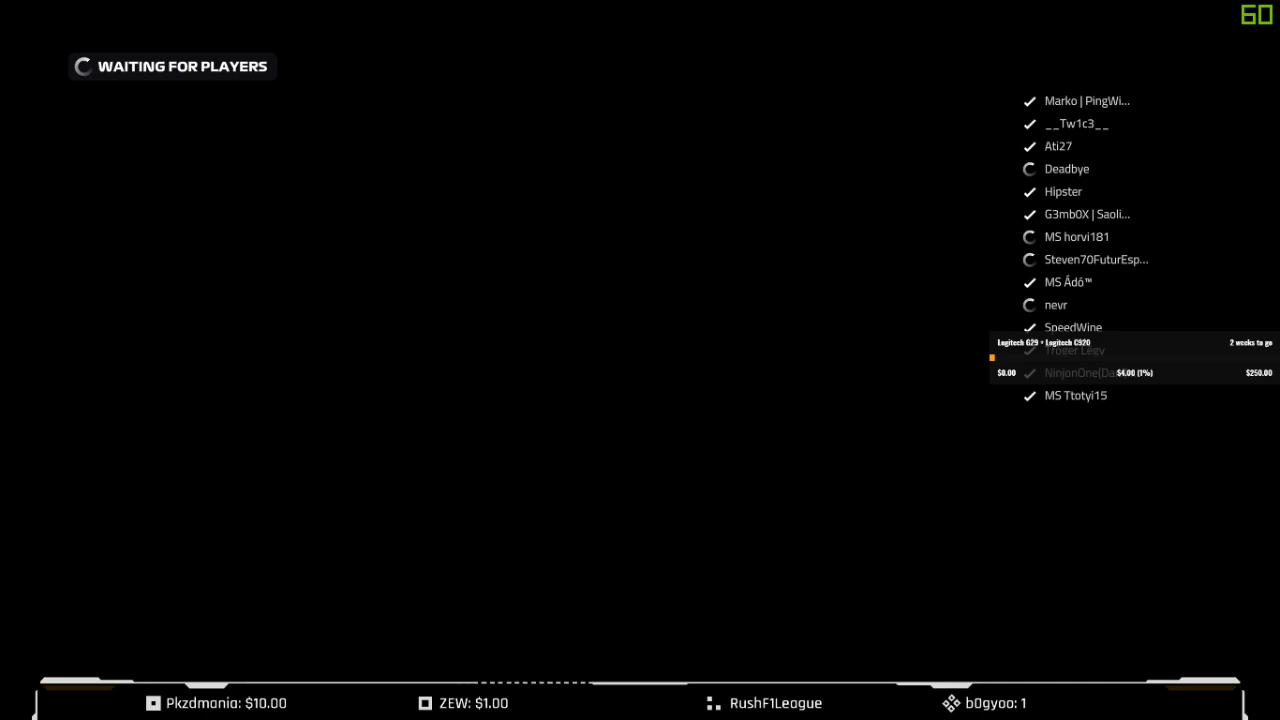 60
WAITING FOR PLAYERS
Marko | PingWi...
__Tw1c3__
Ati27
Deadbye
Hipster
G3mb0X | Saoli...
MS horvi181
Steven70FuturEsp...
MS Ádó™
nevr
SpeedWine
Logitech G29 + Logitech C920 2 weeks to go
Troger Legy
$0.00 $4.00 (1%) $250.00
MS Ttotyi15
Pkzdmania: $10.00 ZEW: $1.00 RushF1League b0gyoo: 1